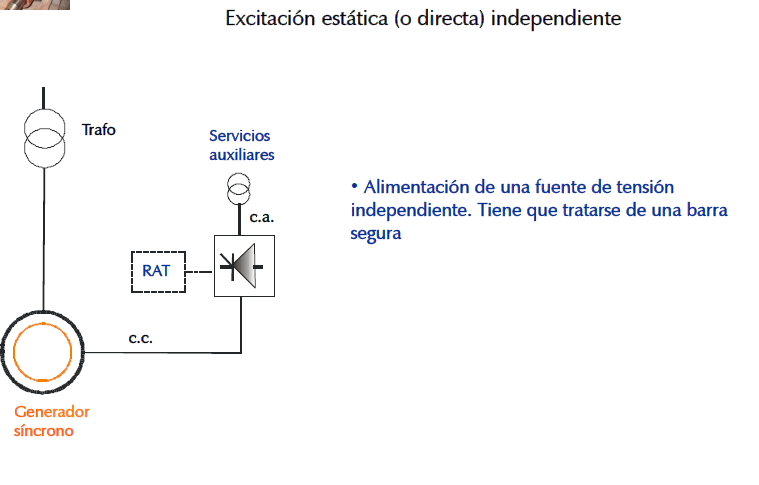 Excitación estática (o directa) independiente
Trafo
Servicios
auxiliares
c.a.
• Alimentación de una fuente de tensión
independiente. Tiene que tratarse de una barra
segura
RAT
c.c.
Generador
síncrono